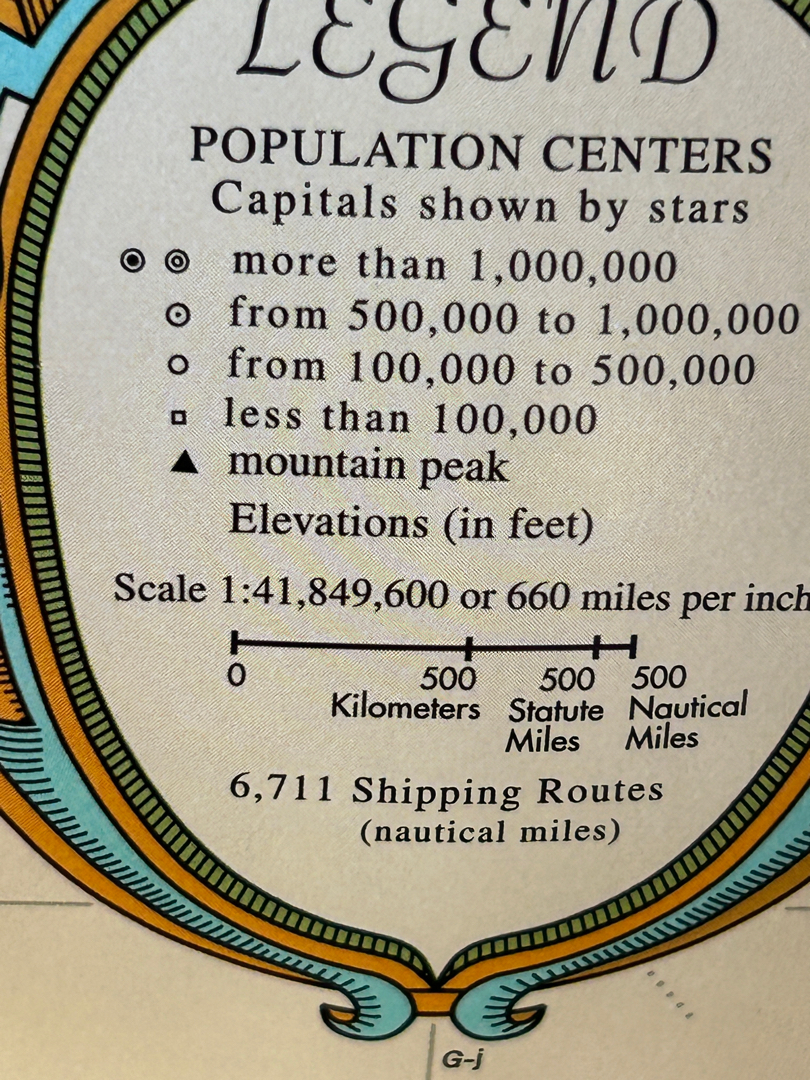 LEGEND
POPULATION CENTERS
Capitals shown by stars
more than 1,000,000
from 500,000 to 1,000,000
from 100,000 to 500,000
less than 100,000
mountain peak
Elevations (in feet)
Scale 1:41,849,600 or 660 miles per inch
0 500 500 500
Kilometers Statute Miles Nautical Miles
6,711 Shipping Routes
(nautical miles)
G-j